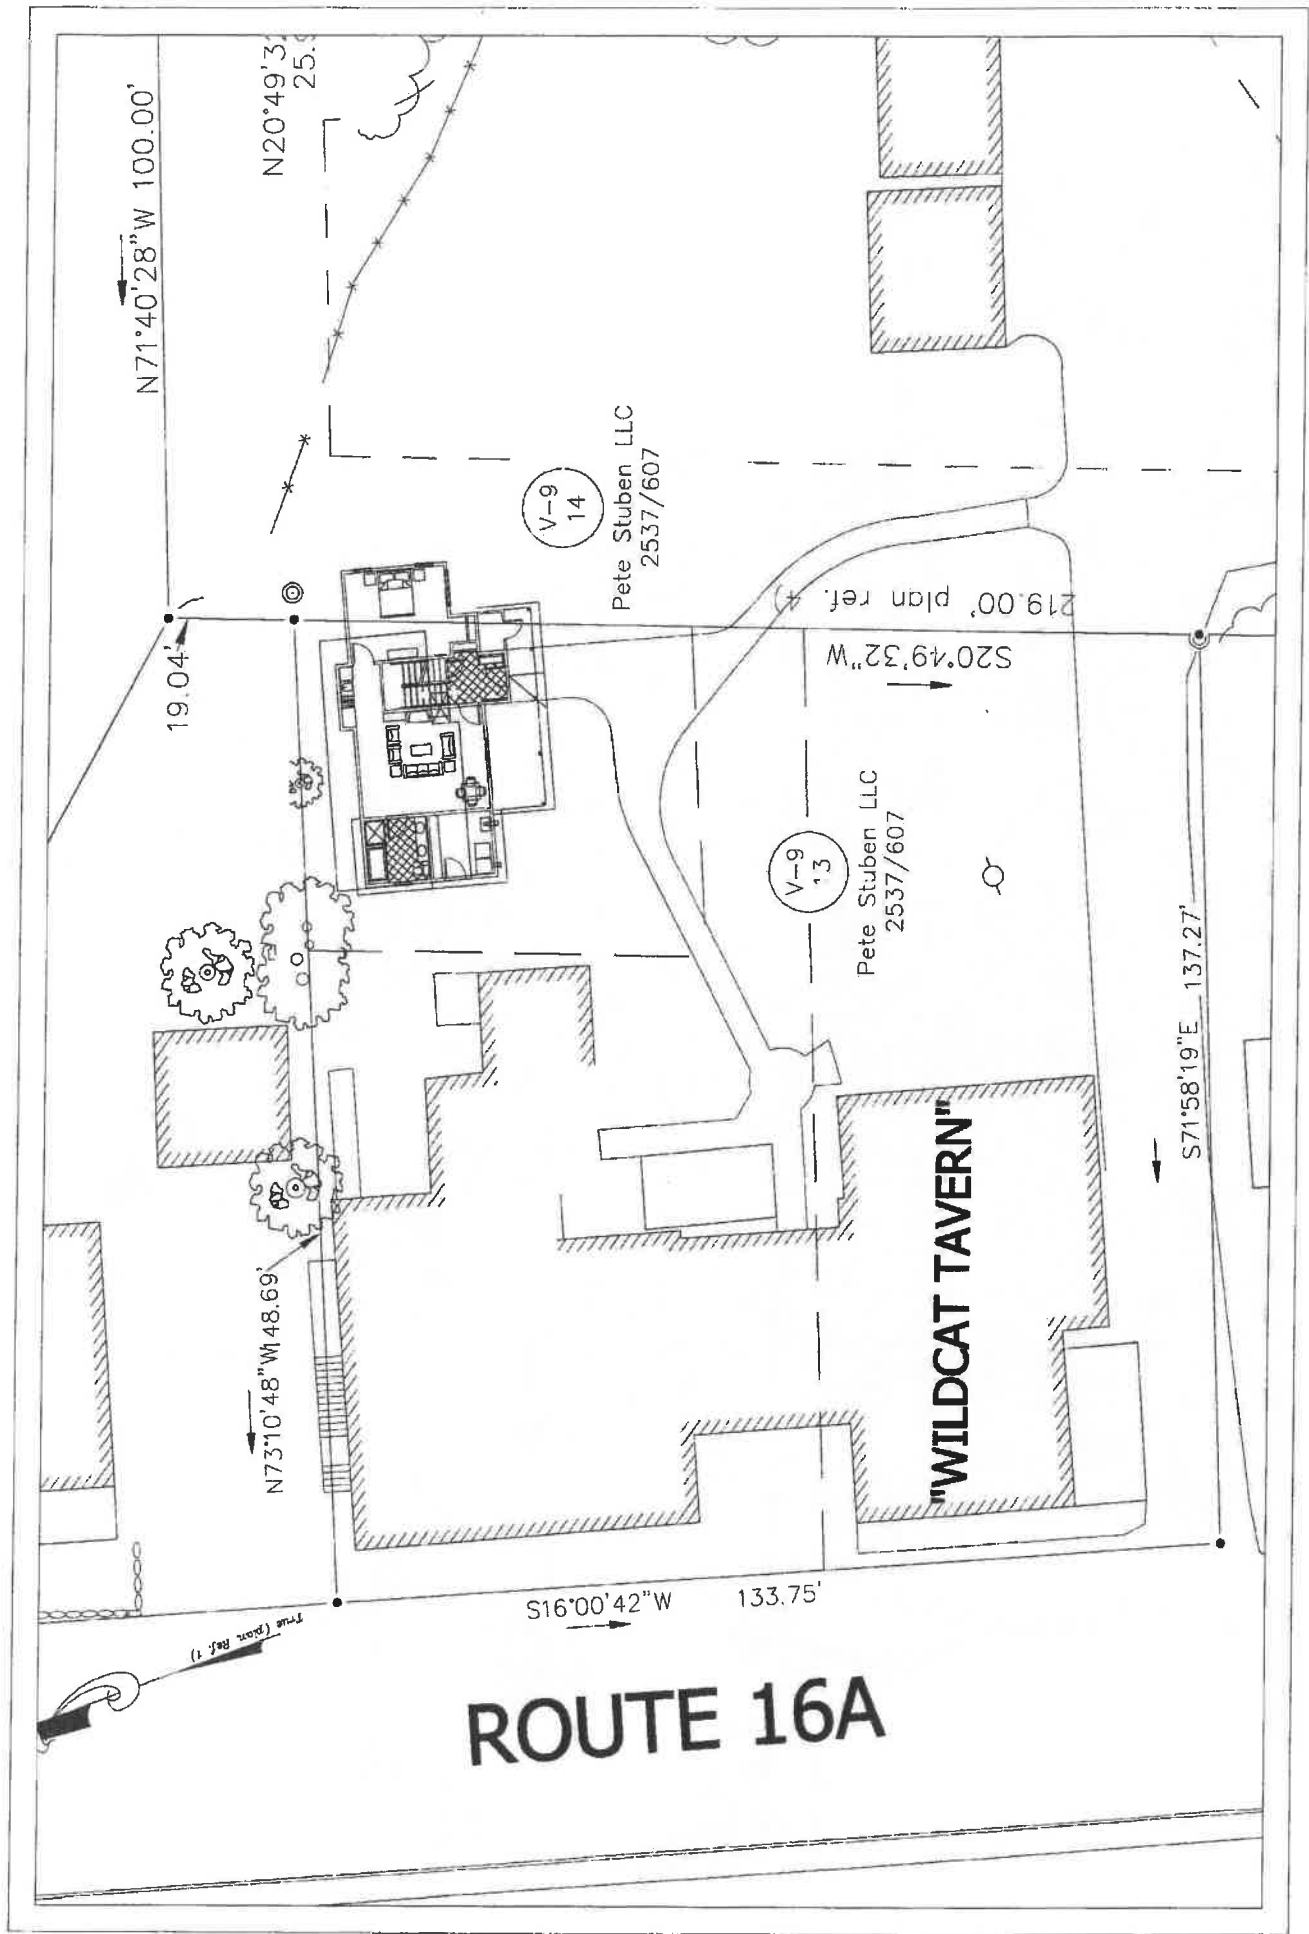 N71°40'28"W 100.00'
N20°49'3
25.
19.04'
V-9
14
Pete Stuben LLC
2537/607
219.00' plan ref.
S20°49'32"W
V-9
13
Pete Stuben LLC
2537/607
N73°10'48"W148.69'
"WILDCAT TAVERN"
S71°58'19"E 137.27'
S16°00'42"W 133.75'
True (plan Ref. 1)
ROUTE 16A